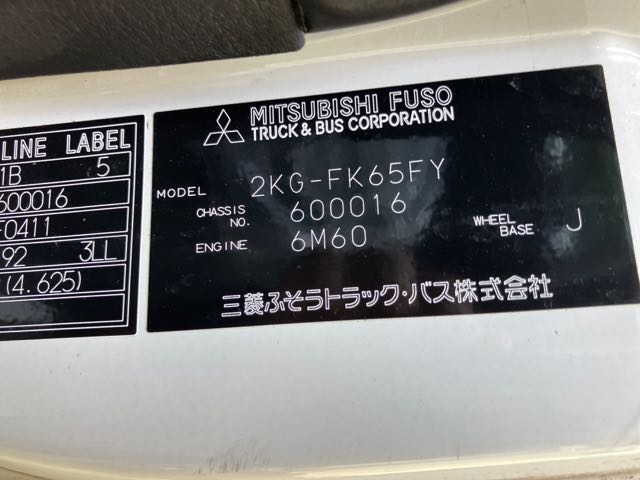 LINE LABEL
1B 5
600016
-0411
92 3LL
(4.625)
MITSUBISHI FUSO
TRUCK & BUS CORPORATION
MODEL 2KG-FK65FY
CHASSIS NO. 600016
ENGINE 6M60
WHEEL BASE J
三菱ふそうトラック・バス株式会社